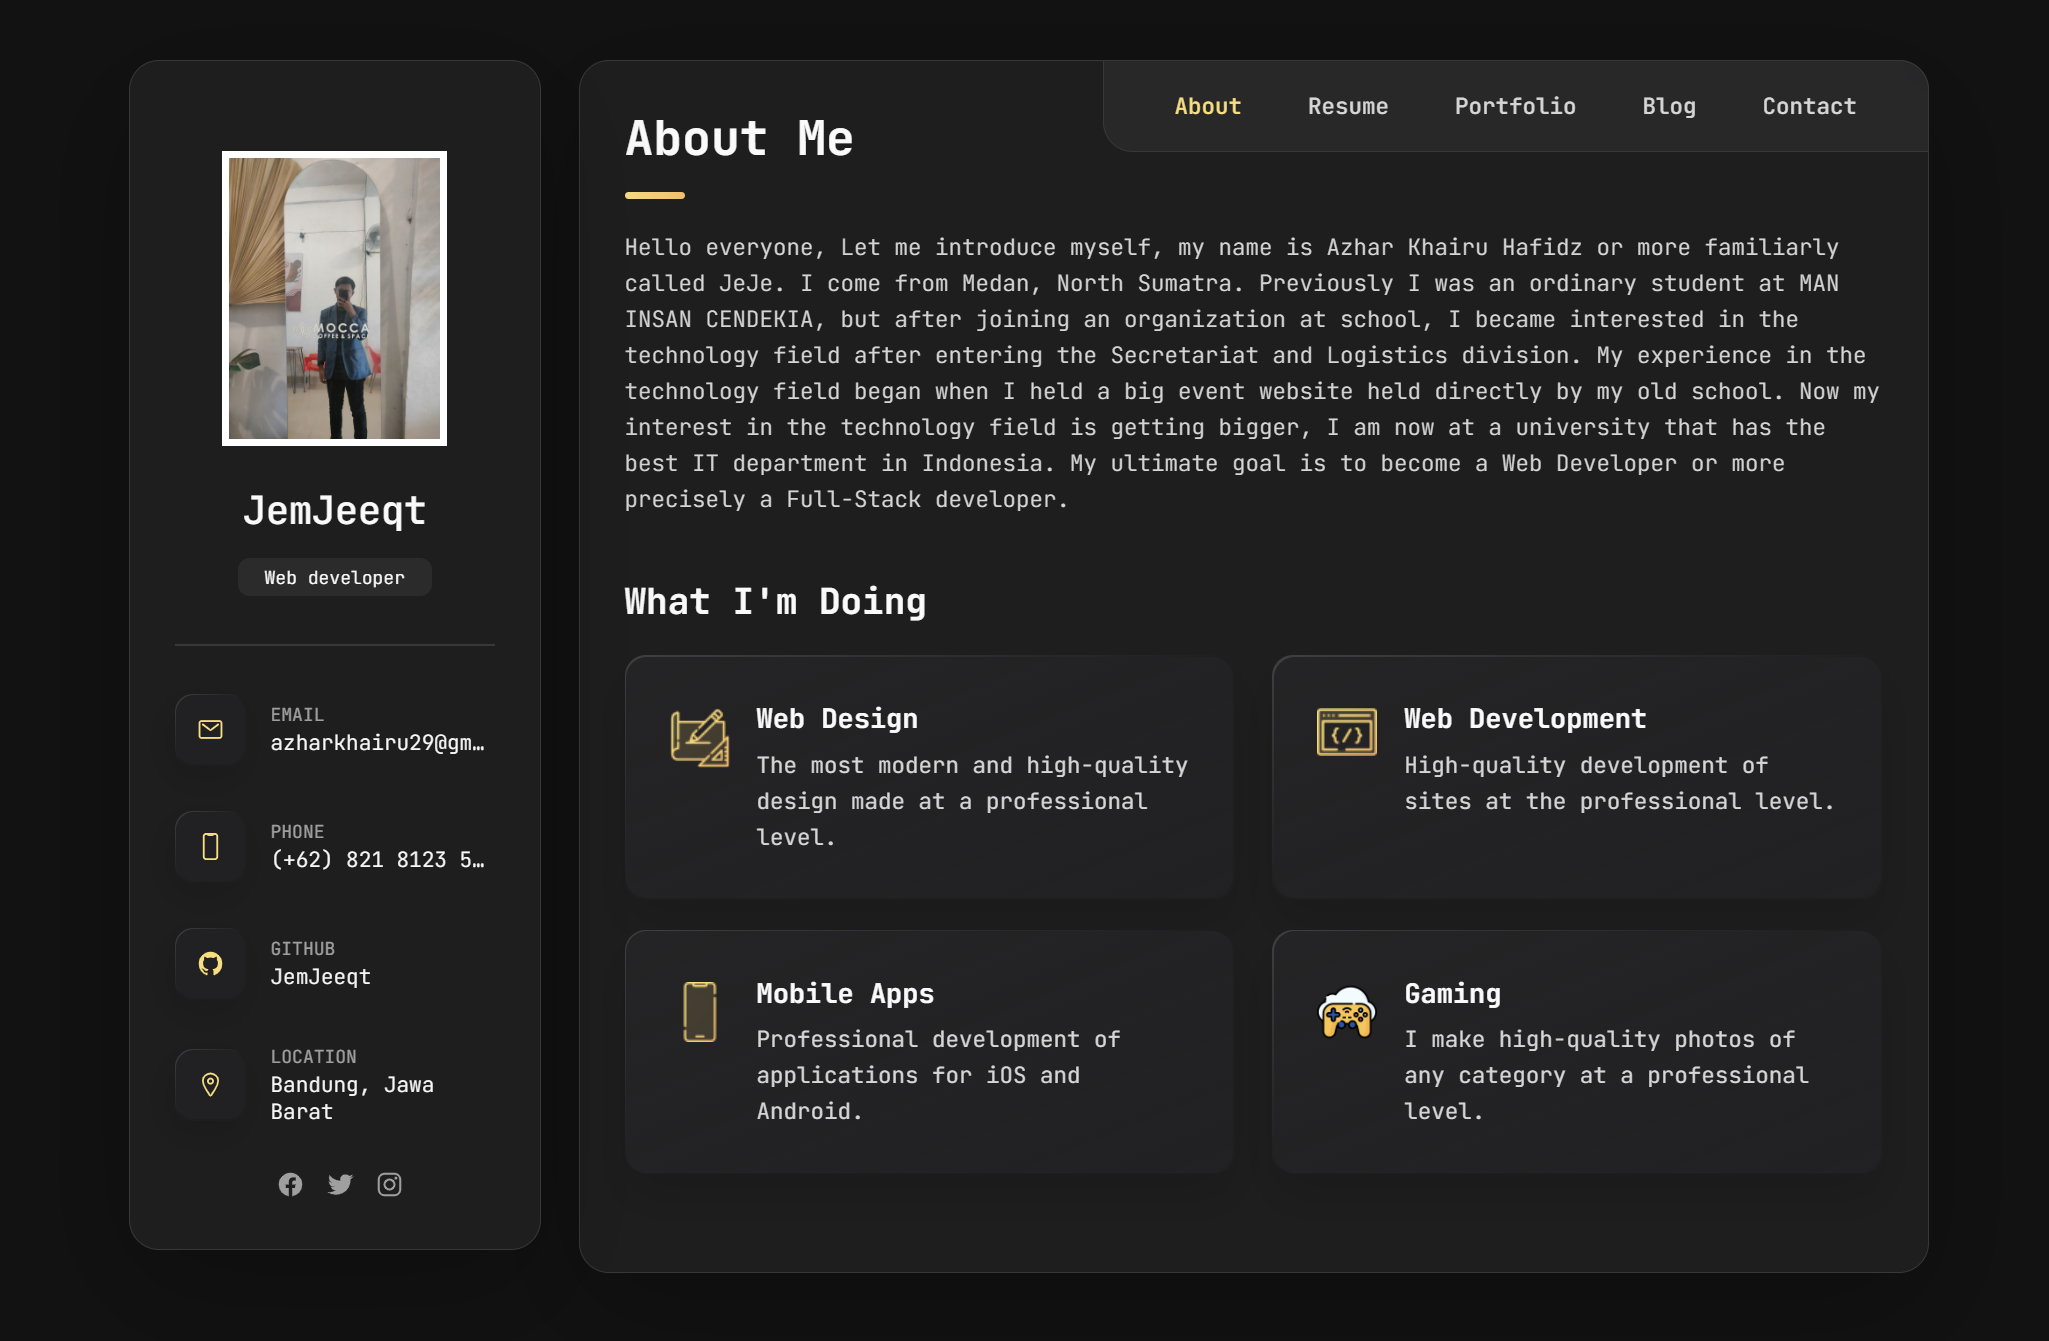 MOCCA
JemJeeqt
Web developer
EMAIL
azharkhairu29@gm…
PHONE
(+62) 821 8123 5…
GITHUB
JemJeeqt
LOCATION
Bandung, Jawa
Barat
About
Resume
Portfolio
Blog
Contact
About Me
Hello everyone, Let me introduce myself, my name is Azhar Khairu Hafidz or more familiarly
called JeJe. I come from Medan, North Sumatra. Previously I was an ordinary student at MAN
INSAN CENDEKIA, but after joining an organization at school, I became interested in the
technology field after entering the Secretariat and Logistics division. My experience in the
technology field began when I held a big event website held directly by my old school. Now my
interest in the technology field is getting bigger, I am now at a university that has the
best IT department in Indonesia. My ultimate goal is to become a Web Developer or more
precisely a Full-Stack developer.
What I'm Doing
Web Design
The most modern and high-quality
design made at a professional
level.
Web Development
High-quality development of
sites at the professional level.
Mobile Apps
Professional development of
applications for iOS and
Android.
Gaming
I make high-quality photos of
any category at a professional
level.